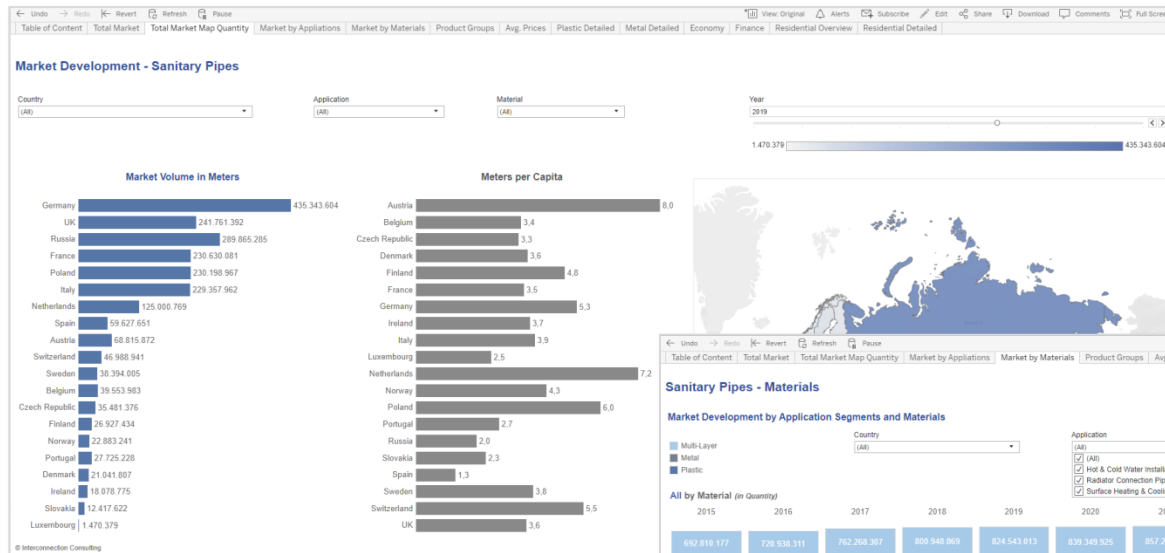 ← Undo → Redo |← Revert Refresh Pause View: Original Alerts Subscribe Edit Share Download Comments Full Scree
Table of Content Total Market Total Market Map Quantity Market by Appliations Market by Materials Product Groups Avg. Prices Plastic Detailed Metal Detailed Economy Finance Residential Overview Residential Detailed
Market Development - Sanitary Pipes
Country Application Material Year
(All) (All) (All) 2019
1.470.379 435.343.604
Market Volume in Meters
Germany 435.343.604
UK 241.761.392
Russia 289.865.285
France 230.630.081
Poland 230.198.967
Italy 229.357.962
Netherlands 125.000.769
Spain 59.627.651
Austria 68.815.872
Switzerland 46.988.941
Sweden 38.394.005
Belgium 39.553.983
Czech Republic 35.481.376
Finland 26.927.434
Norway 22.883.241
Portugal 27.725.228
Denmark 21.041.807
Ireland 18.078.775
Slovakia 12.417.622
Luxembourg 1.470.379
Meters per Capita
Austria 8,0
Belgium 3,4
Czech Republic 3,3
Denmark 3,6
Finland 4,8
France 3,5
Germany 5,3
Ireland 3,7
Italy 3,9
Luxembourg 2,5
Netherlands 7,2
Norway 4,3
Poland 6,0
Portugal 2,7
Russia 2,0
Slovakia 2,3
Spain 1,3
Sweden 3,8
Switzerland 5,5
UK 3,6
© Interconnection Consulting
← Undo → Redo |← Revert Refresh Pause
Table of Content Total Market Total Market Map Quantity Market by Appliations Market by Materials Product Groups Avg
Sanitary Pipes - Materials
Market Development by Application Segments and Materials
Multi-Layer
Metal
Plastic
Country
(All)
Application
(All)
(All)
Hot & Cold Water Install
Radiator Connection Pip
Surface Heating & Cooli
All by Material (in Quantity)
2015 2016 2017 2018 2019 2020 20
692.810.177 720.938.311 762.268.307 800.948.869 824.543.013 839.349.925 857.2